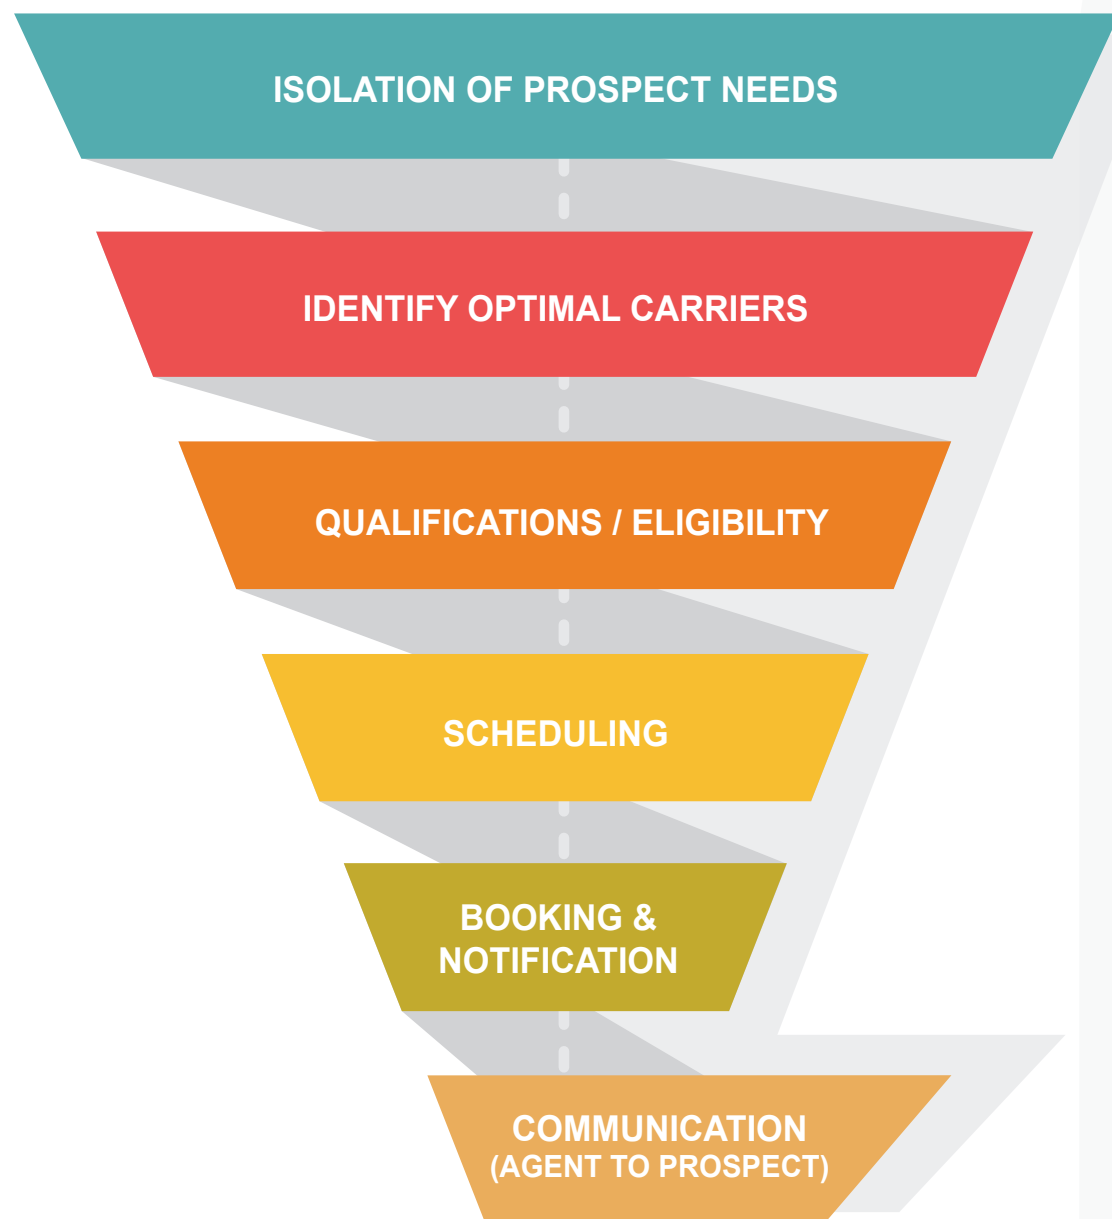 ISOLATION OF PROSPECT NEEDS
IDENTIFY OPTIMAL CARRIERS
QUALIFICATIONS / ELIGIBILITY
SCHEDULING
BOOKING &
NOTIFICATION
COMMUNICATION
(AGENT TO PROSPECT)